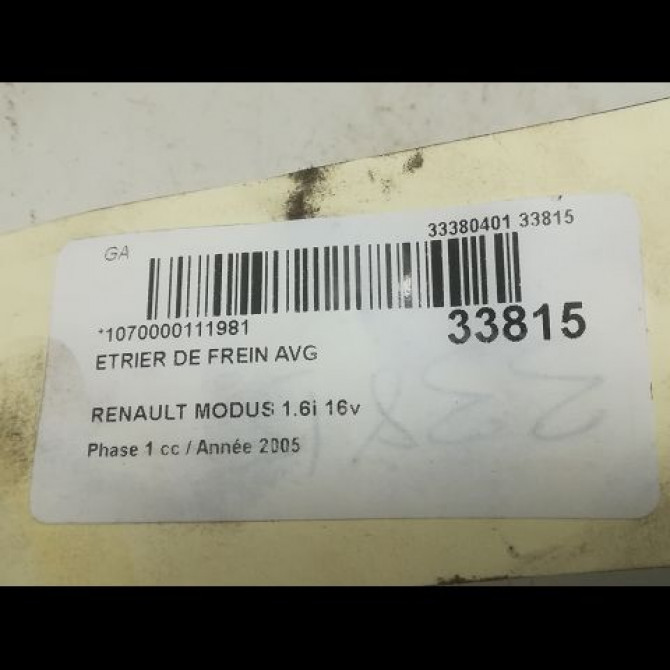 GA
33380401 33815
*1070000111981
33815
ETRIER DE FREIN AVG
RENAULT MODUS 1.6i 16v
Phase 1 cc / Année 2005